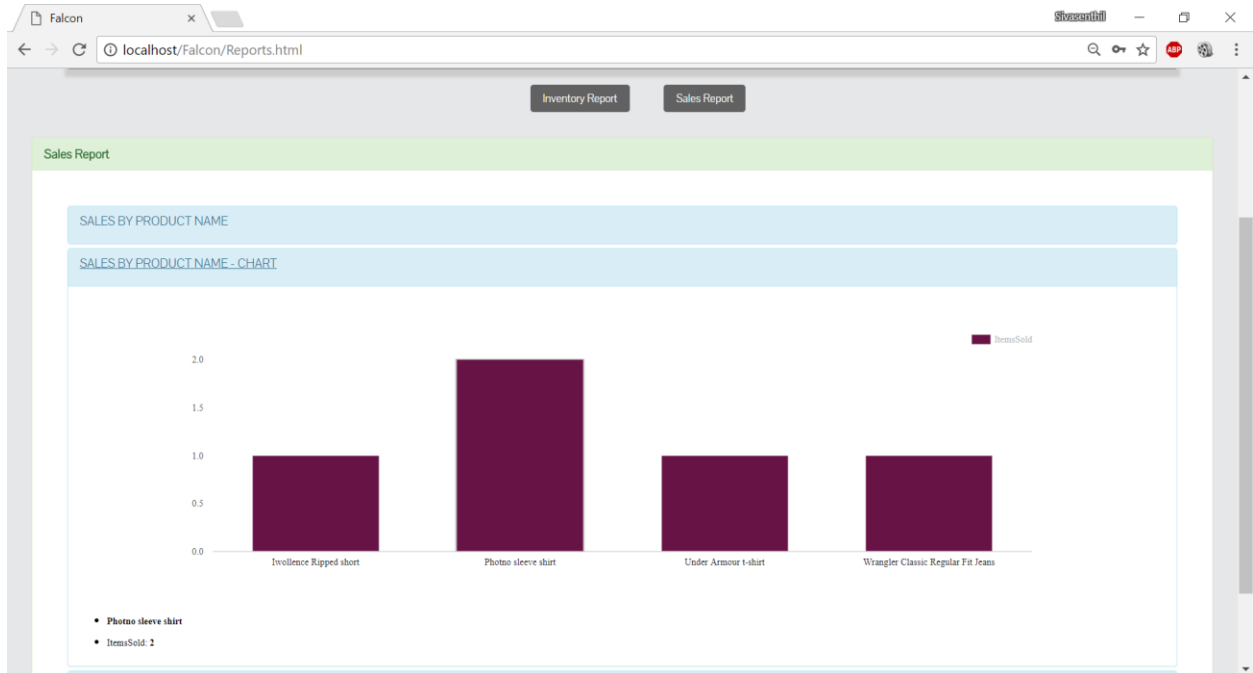 Falcon
Sivasenthil
localhost/Falcon/Reports.html
ABP
Inventory Report
Sales Report
Sales Report
SALES BY PRODUCT NAME
SALES BY PRODUCT NAME - CHART
ItemsSold
2.0
1.5
1.0
0.5
0.0
Iwollence Ripped short
Photno sleeve shirt
Under Armour t-shirt
Wrangler Classic Regular Fit Jeans
Photno sleeve shirt
ItemsSold: 2